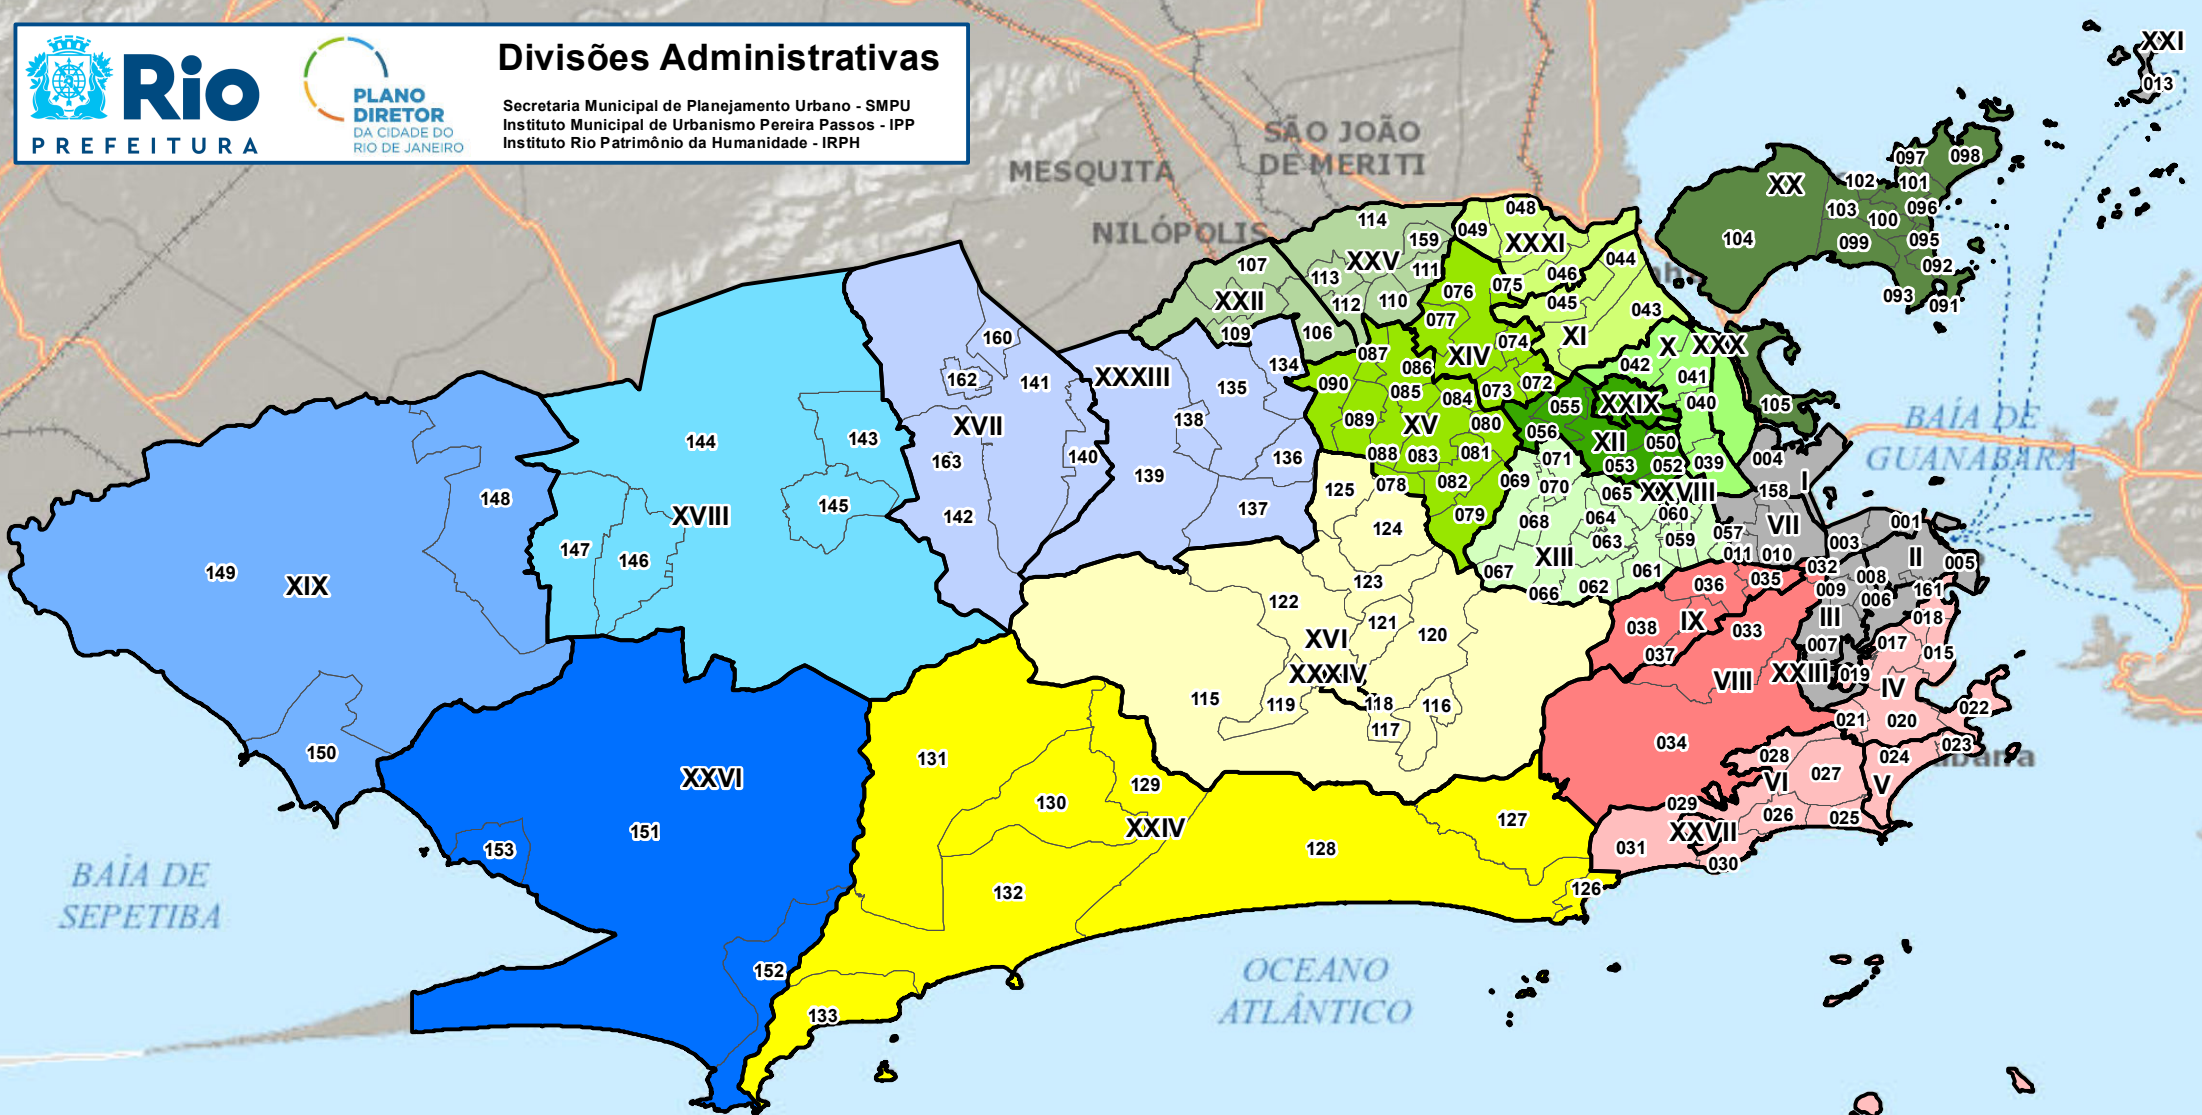 Rio
PREFEITURA
PLANO
DIRETOR
DA CIDADE DO
RIO DE JANEIRO
Divisões Administrativas
Secretaria Municipal de Planejamento Urbano - SMPU
Instituto Municipal de Urbanismo Pereira Passos - IPP
Instituto Rio Patrimônio da Humanidade - IRPH
XXI
013
MESQUITA
SÃO JOÃO
DE MERITI
NILÓPOLIS
097
098
XX
102
101
103
100
096
104
099
095
092
093
091
105
048
049
XXXI
046
075
114
159
XXV
113
111
112
110
107
XXII
109
106
044
045
043
XI
076
077
XIV
074
073
072
X
XXX
042
041
040
039
087
086
090
085
084
089
XV
080
088
083
081
078
082
079
055
XXIX
056
XII
050
053
052
071
069
070
065
XXVIII
060
068
064
063
059
XIII
067
061
066
062
BAÍA DE
GUANABARA
004
158
I
VII
057
011
010
001
003
II
005
032
008
009
006
161
III
007
XXIII
019
018
017
015
IV
022
021
020
023
024
V
028
027
VI
029
026
025
XXVII
031
030
036
035
038
IX
033
037
VIII
034
160
162
141
XVII
163
140
142
XXXIII
134
135
138
139
136
137
144
143
145
XVIII
147
146
148
149
XIX
150
125
124
123
122
121
120
XVI
XXXIV
115
119
118
116
117
131
130
129
XXIV
127
128
132
126
133
XXVI
151
153
152
BAÍA DE
SEPETIBA
OCEANO
ATLÂNTICO